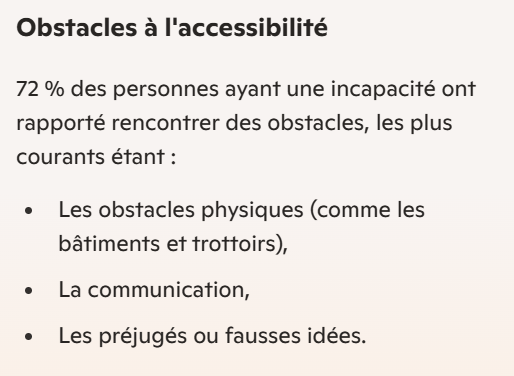 Obstacles à l'accessibilité
72 % des personnes ayant une incapacité ont
rapporté rencontrer des obstacles, les plus
courants étant :
• Les obstacles physiques (comme les
bâtiments et trottoirs),
• La communication,
• Les préjugés ou fausses idées.